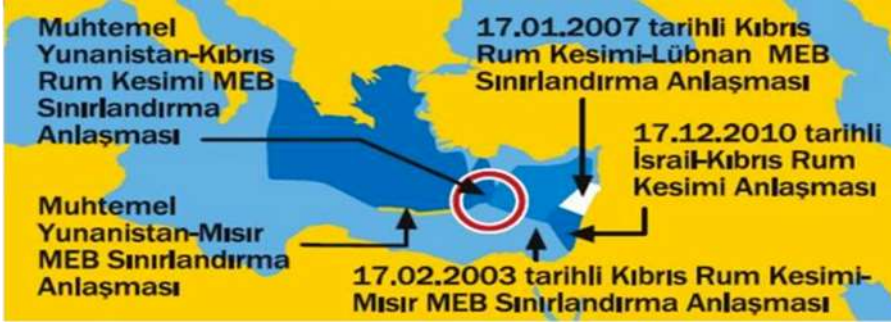 Muhtemel
Yunanistan-Kıbrıs
Rum Kesimi MEB
Sınırlandırma
Anlaşması
17.01.2007 tarihli Kıbrıs
Rum Kesimi-Lübnan MEB
Sınırlandırma Anlaşması
17.12.2010 tarihli
İsrail-Kıbrıs Rum
Kesimi Anlaşması
Muhtemel
Yunanistan-Mısır
MEB Sınırlandırma
Anlaşması
17.02.2003 tarihli Kıbrıs Rum Kesimi-
Mısır MEB Sınırlandırma Anlaşması